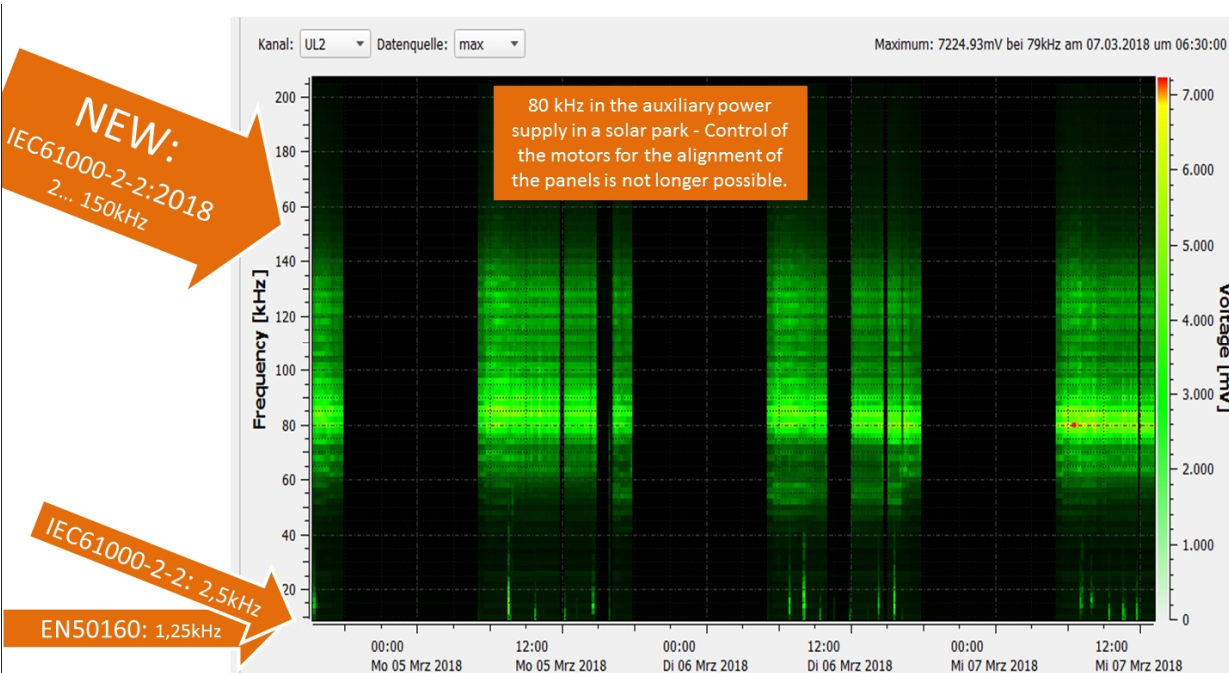 Kanal: UL2 Datenquelle: max Maximum: 7224.93mV bei 79kHz am 07.03.2018 um 06:30:00
NEW:
IEC61000-2-2:2018
2... 150kHz
80 kHz in the auxiliary power
supply in a solar park - Control of
the motors for the alignment of
the panels is not longer possible.
Frequency [kHz]
200
180
60
140
120
100
80
60
40
20
7.000
6.000
5.000
4.000
3.000
2.000
1.000
0
Voltage [mV]
IEC61000-2-2: 2,5kHz
EN50160: 1,25kHz
00:00 12:00 00:00 12:00 00:00 12:00
Mo 05 Mrz 2018 Mo 05 Mrz 2018 Di 06 Mrz 2018 Di 06 Mrz 2018 Mi 07 Mrz 2018 Mi 07 Mrz 2018